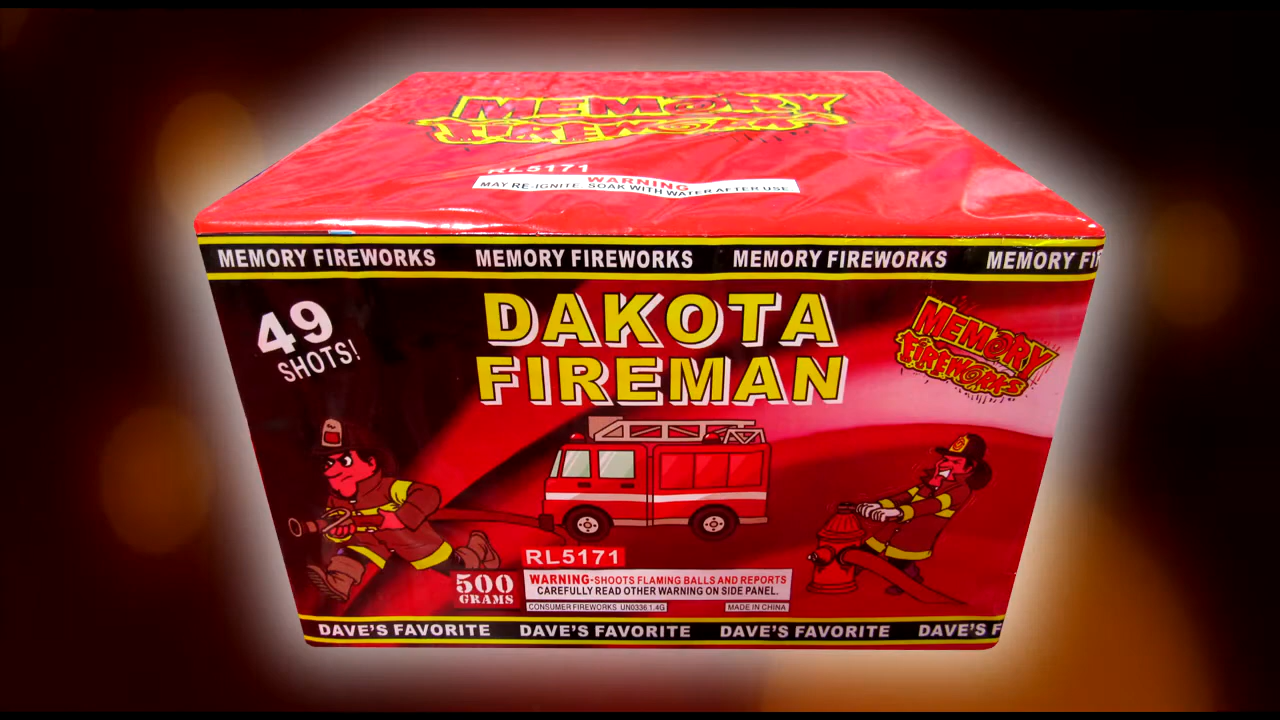 MEMORY
FIREWORKS
RL5171
WARNING
MAY RE-IGNITE SOAK WITH WATER AFTER USE
MEMORY FIREWORKS MEMORY FIREWORKS MEMORY FIREWORKS MEMORY FI
49
SHOTS!
DAKOTA
FIREMAN
MEMORY
FIREWORKS
RL5171
500
GRAMS
WARNING-SHOOTS FLAMING BALLS AND REPORTS
CAREFULLY READ OTHER WARNING ON SIDE PANEL.
CONSUMER FIREWORKS UN0336 1.4G
MADE IN CHINA
DAVE'S FAVORITE DAVE'S FAVORITE DAVE'S FAVORITE DAVE'S F